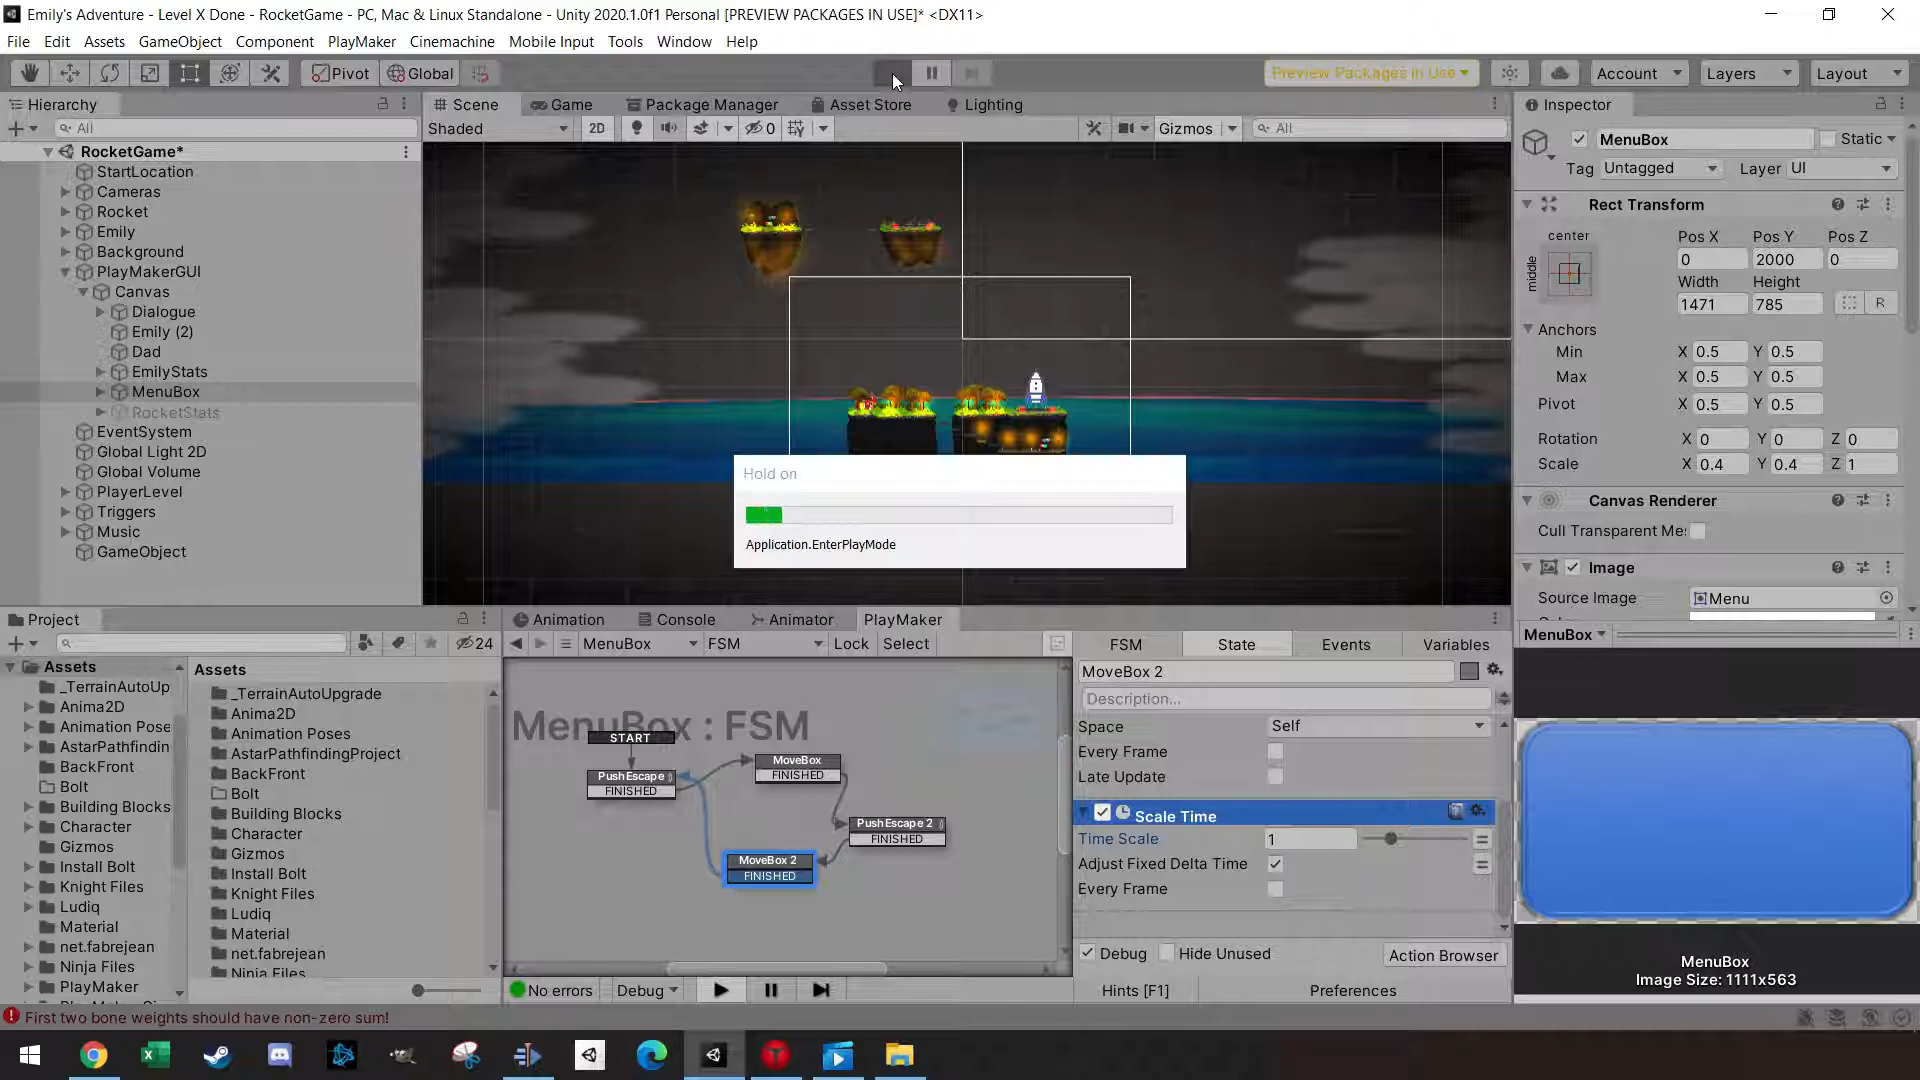 Emily's Adventure - Level X Done - RocketGame - PC, Mac & Linux Standalone - Unity 2020.1.0f1 Personal [PREVIEW PACKAGES IN USE]* <DX11>
File Edit Assets GameObject Component PlayMaker Cinemachine Mobile Input Tools Window Help
Pivot Global Preview Packages in Use Account Layers Layout
Hierarchy
All
RocketGame*
StartLocation
Cameras
Rocket
Emily
Background
PlayMakerGUI
Canvas
Dialogue
Emily (2)
Dad
EmilyStats
MenuBox
RocketStats
EventSystem
Global Light 2D
Global Volume
PlayerLevel
Triggers
Music
GameObject
Scene Game Package Manager Asset Store Lighting
Shaded 2D 0 Gizmos All
Hold on
Application.EnterPlayMode
Inspector
MenuBox Static
Tag Untagged Layer UI
Rect Transform
center
middle
Pos X Pos Y Pos Z
0 2000 0
Width Height
1471 785 R
Anchors
Min X 0.5 Y 0.5
Max X 0.5 Y 0.5
Pivot X 0.5 Y 0.5
Rotation X 0 Y 0 Z 0
Scale X 0.4 Y 0.4 Z 1
Canvas Renderer
Cull Transparent Me:
Image
Source Image Menu
MenuBox
MenuBox
Image Size: 1111x563
Project
24
Assets
_TerrainAutoUp
Anima2D
Animation Pose
AstarPathfindin
BackFront
Bolt
Building Blocks
Character
Gizmos
Install Bolt
Knight Files
Ludiq
Material
net.fabrejean
Ninja Files
PlayMaker
Assets
_TerrainAutoUpgrade
Anima2D
Animation Poses
AstarPathfindingProject
BackFront
Bolt
Building Blocks
Character
Gizmos
Install Bolt
Knight Files
Ludiq
Material
net.fabrejean
Ninja Files
Animation Console Animator PlayMaker
MenuBox FSM Lock Select
MenuBox : FSM
START
PushEscape
FINISHED
MoveBox
FINISHED
PushEscape 2
FINISHED
MoveBox 2
FINISHED
No errors Debug
FSM State Events Variables
MoveBox 2
Description...
Space Self
Every Frame
Late Update
Scale Time
Time Scale 1
Adjust Fixed Delta Time
Every Frame
Debug Hide Unused Action Browser
Hints [F1] Preferences
First two bone weights should have non-zero sum!